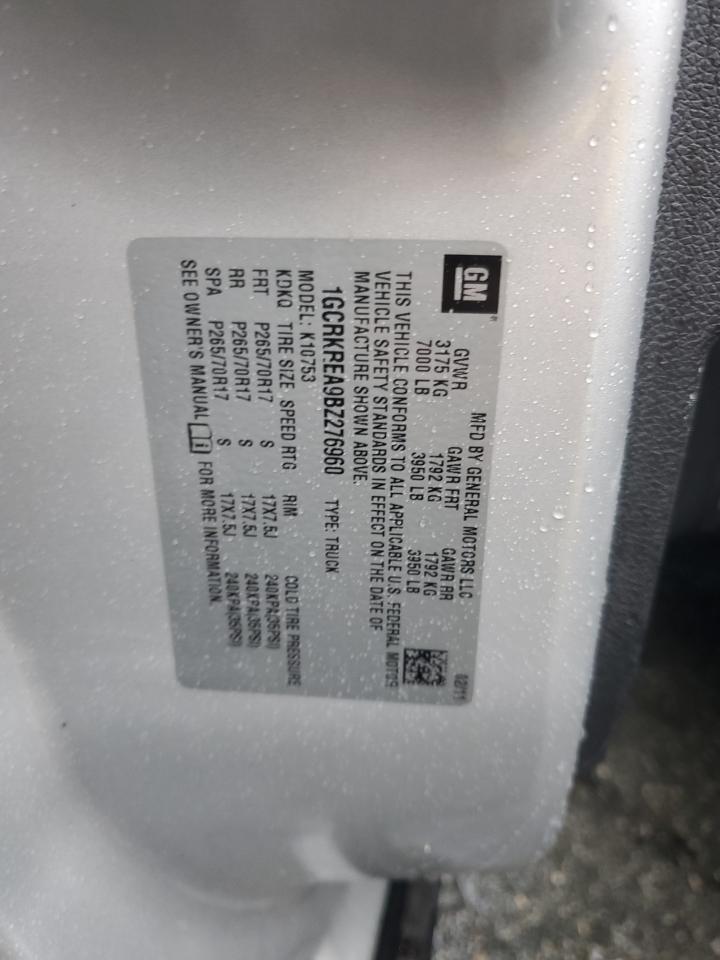 GM
®
MFD BY GENERAL MOTORS LLC 02/11
GVWR GAWR FRT GAWR RR
3175 KG 1792 KG 1792 KG
7000 LB 3950 LB 3950 LB
THIS VEHICLE CONFORMS TO ALL APPLICABLE U.S. FEDERAL MOTOR
VEHICLE SAFETY STANDARDS IN EFFECT ON THE DATE OF
MANUFACTURE SHOWN ABOVE.
1GCRKREA9BZ276960 TYPE: TRUCK
MODEL: K10753
KDKQ TIRE SIZE SPEED RTG RIM COLD TIRE PRESSURE
FRT P265/70R17 S 17X7.5J 240KPA(35PSI)
RR P265/70R17 S 17X7.5J 240KPA(35PSI)
SPA P265/70R17 S 17X7.5J 240KPA(35PSI)
SEE OWNER'S MANUAL FOR MORE INFORMATION.